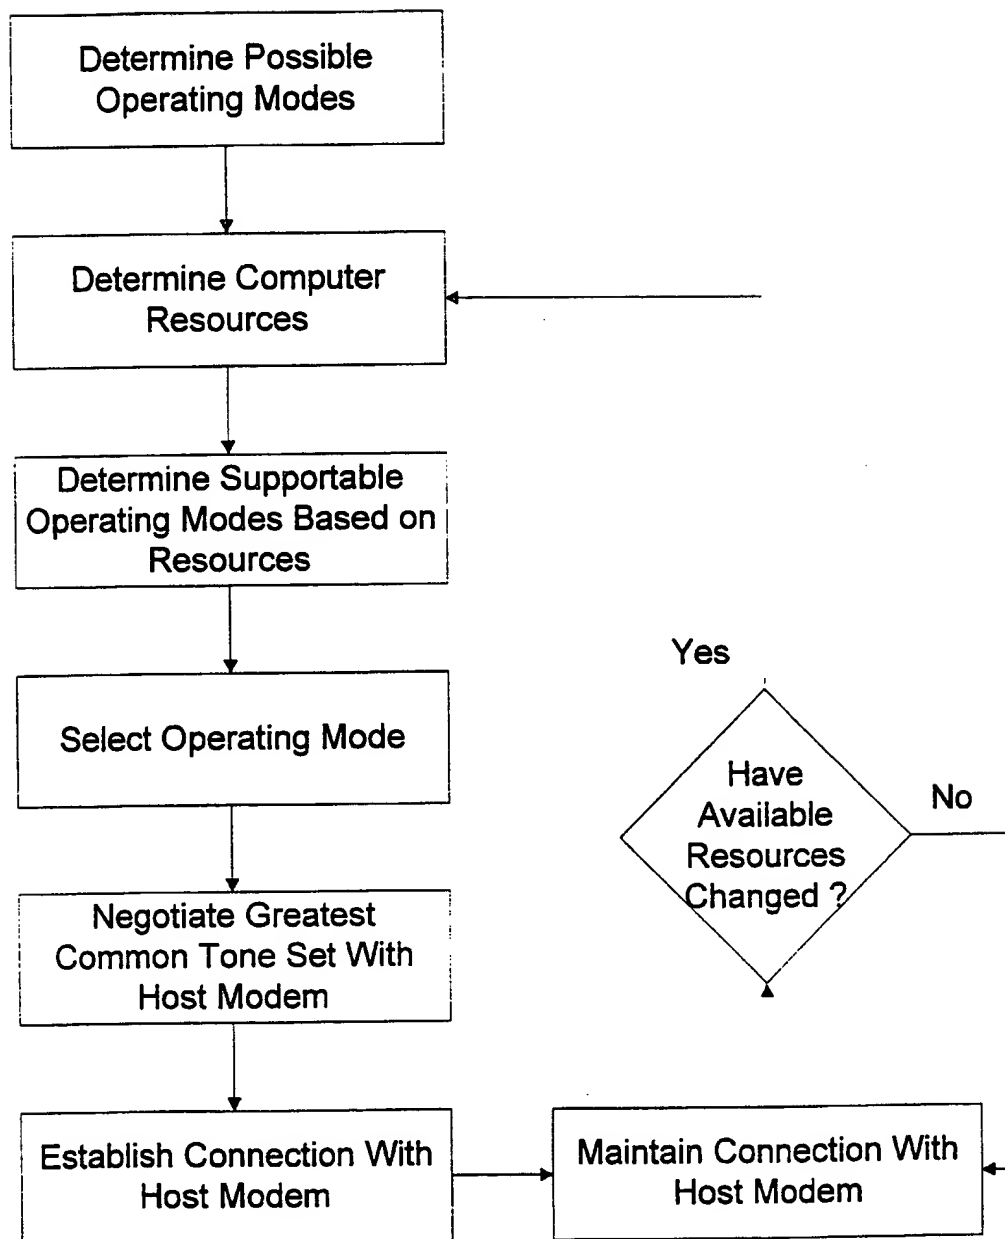 Determine Possible
Operating Modes
Determine Computer
Resources
Determine Supportable
Operating Modes Based on
Resources
Select Operating Mode
Negotiate Greatest
Common Tone Set With
Host Modem
Establish Connection With
Host Modem
Maintain Connection With
Host Modem
Have
Available
Resources
Changed ?
Yes
No